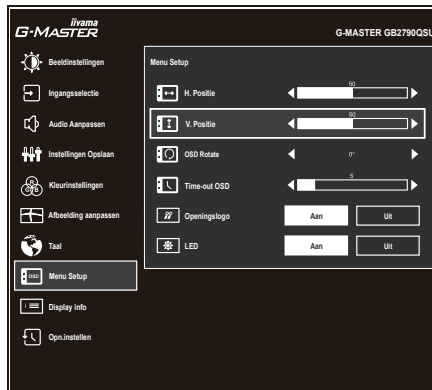 iiyama
G-MASTER
G-MASTER GB2790QSU
Beeldinstellingen
Ingangsselectie
Audio Aanpassen
Instellingen Opslaan
Kleurinstellingen
R
G B
Afbeelding aanpassen
Taal
OSD
Menu Setup
Display info
Opn.instellen
Menu Setup
H. Positie
50
V. Positie
50
OSD Rotate
0°
Time-out OSD
5
Openingslogo
Aan
Uit
LED
Aan
Uit